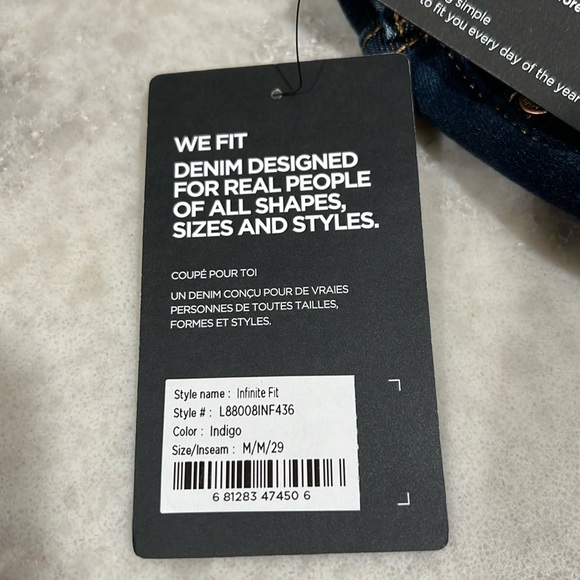 simple
to fit you every day of the year
WE FIT
DENIM DESIGNED
FOR REAL PEOPLE
OF ALL SHAPES,
SIZES AND STYLES.
COUPÉ POUR TOI
UN DENIM CONÇU POUR DE VRAIES
PERSONNES DE TOUTES TAILLES,
FORMES ET STYLES.
Style name : Infinite Fit
Style # : L88008INF436
Color : Indigo
Size/Inseam : M/M/29
6 81283 47450 6